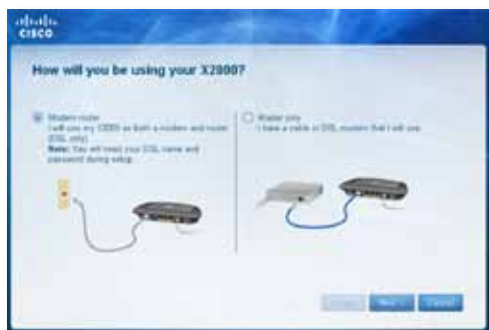 CISCO
How will you be using your X2000?
Modem router
I will use my X2000 as both a modem and router
(DSL only)
Note: You will need your DSL name and
password during setup.
Router only
I have a cable or DSL modem that I will use.
Next
Cancel